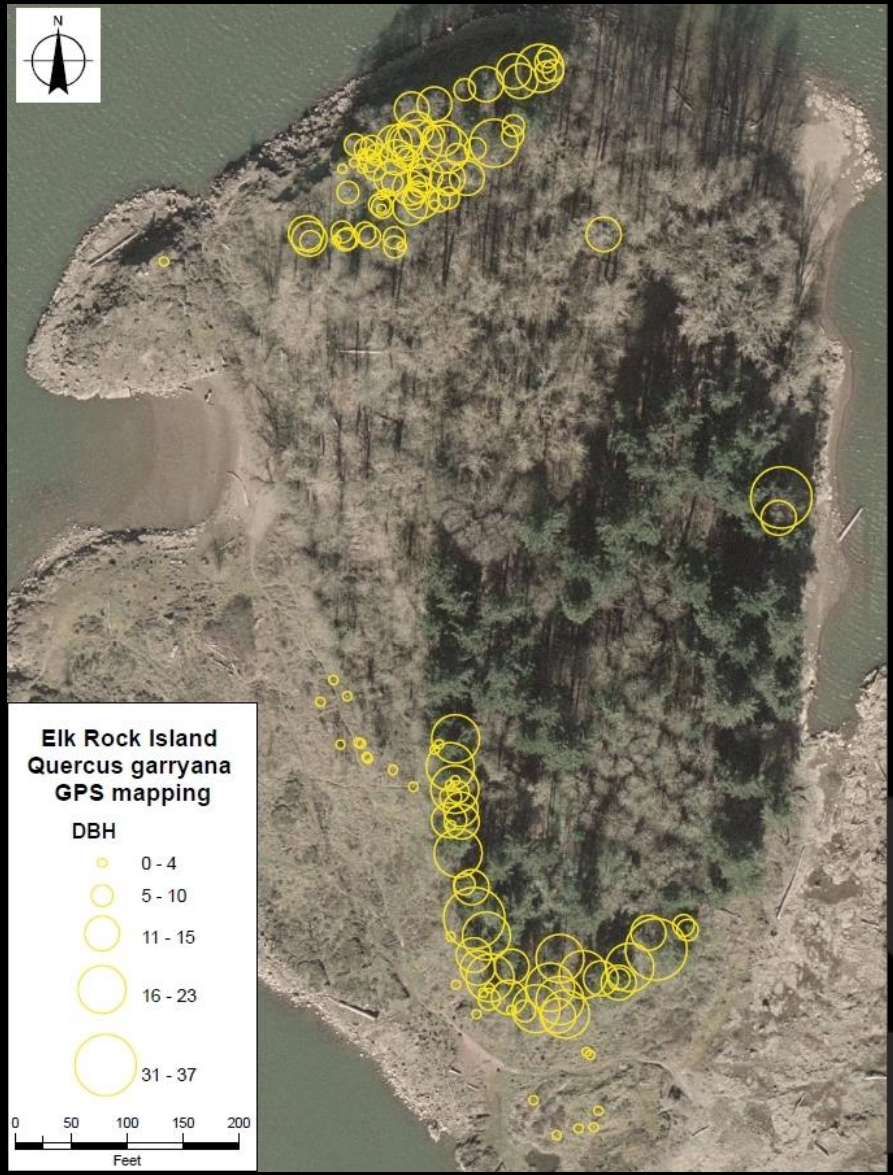 N
Elk Rock Island
Quercus garryana
GPS mapping
DBH
0 - 4
5 - 10
11 - 15
16 - 23
31 - 37
0 50 100 150 200
Feet